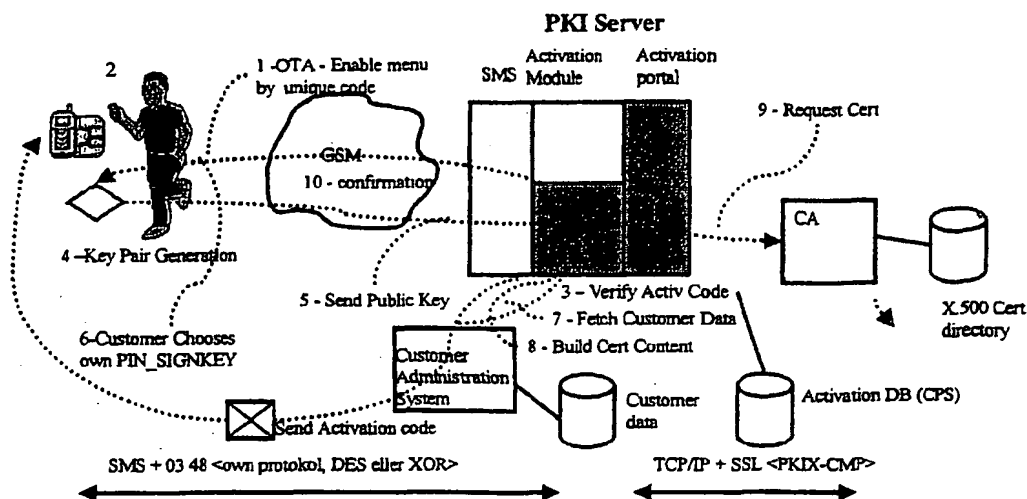 PKI Server
2
1 -OTA - Enable menu
by unique code
SMS
Activation
Module
Activation
portal
9 - Request Cert
GSM
10 - confirmation
CA
4 –Key Pair Generation
5 - Send Public Key
3 – Verify Activ Code
7 - Fetch Customer Data
8 - Build Cert Content
X.500 Cert
directory
6-Customer Chooses
own PIN_SIGNKEY
Customer
Administration
System
Customer
data
Activation DB (CPS)
Send Activation code
SMS + 03 48 <own protokol, DES eller XOR>
TCP/IP + SSL <PKIX-CMP>